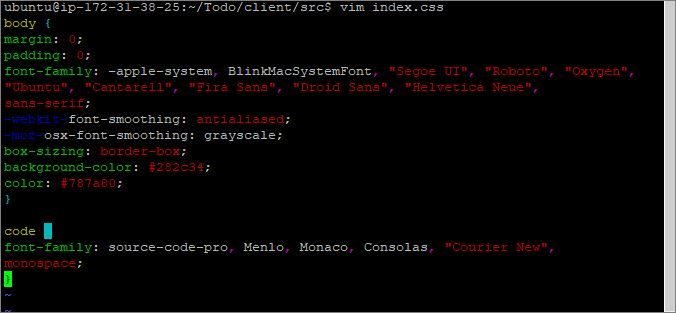 ubuntu@ip-172-31-38-25:~/Todo/client/src$ vim index.css
body {
margin: 0;
padding: 0;
font-family: -apple-system, BlinkMacSystemFont, "Segoe UI", "Roboto", "Oxygen",
"Ubuntu", "Cantarell", "Fira Sans", "Droid Sans", "Helvetica Neue",
sans-serif;
-webkit-font-smoothing: antialiased;
-moz-osx-font-smoothing: grayscale;
box-sizing: border-box;
background-color: #282c34;
color: #787a80;
}
code
font-family: source-code-pro, Menlo, Monaco, Consolas, "Courier New",
monospace;
}
~
~